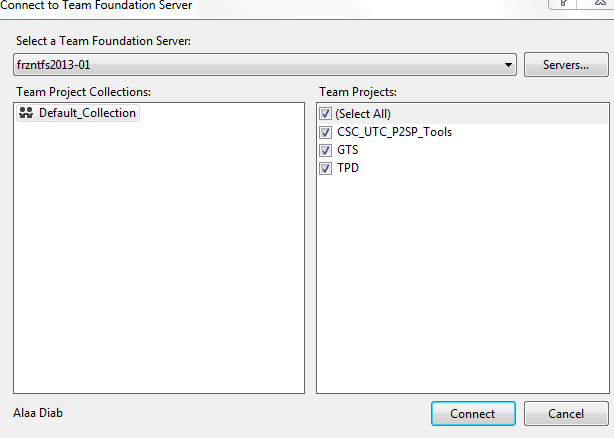 Connect to Team Foundation Server
Select a Team Foundation Server:
frzntfs2013-01
Servers...
Team Project Collections:
Team Projects:
Default_Collection
(Select All)
CSC_UTC_P2SP_Tools
GTS
TPD
Alaa Diab
Connect
Cancel